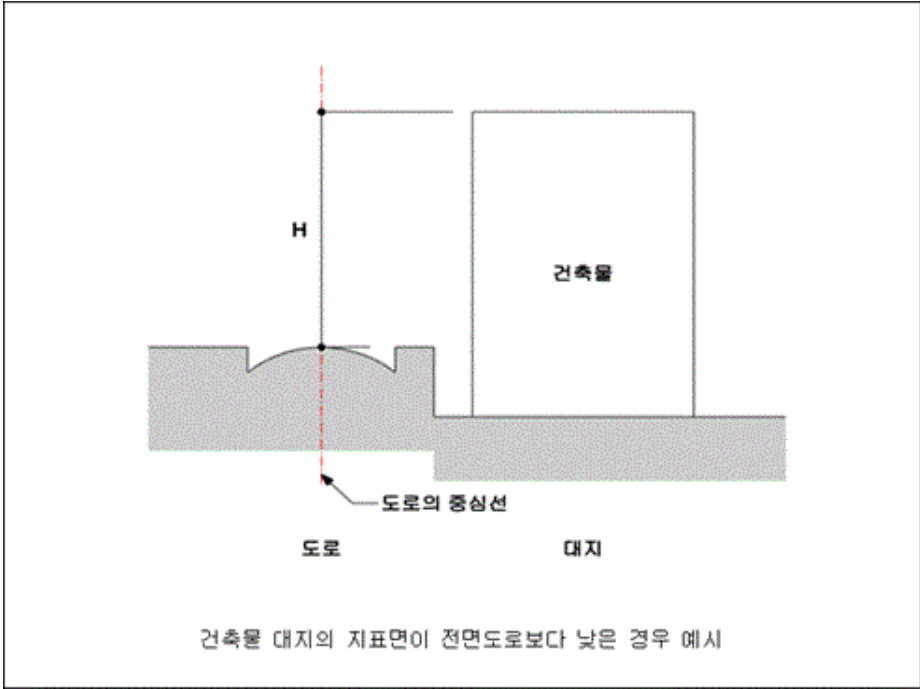 H
건축물
도로의 중심선
도로
대지
건축물 대지의 지표면이 전면도로보다 낮은 경우 예시